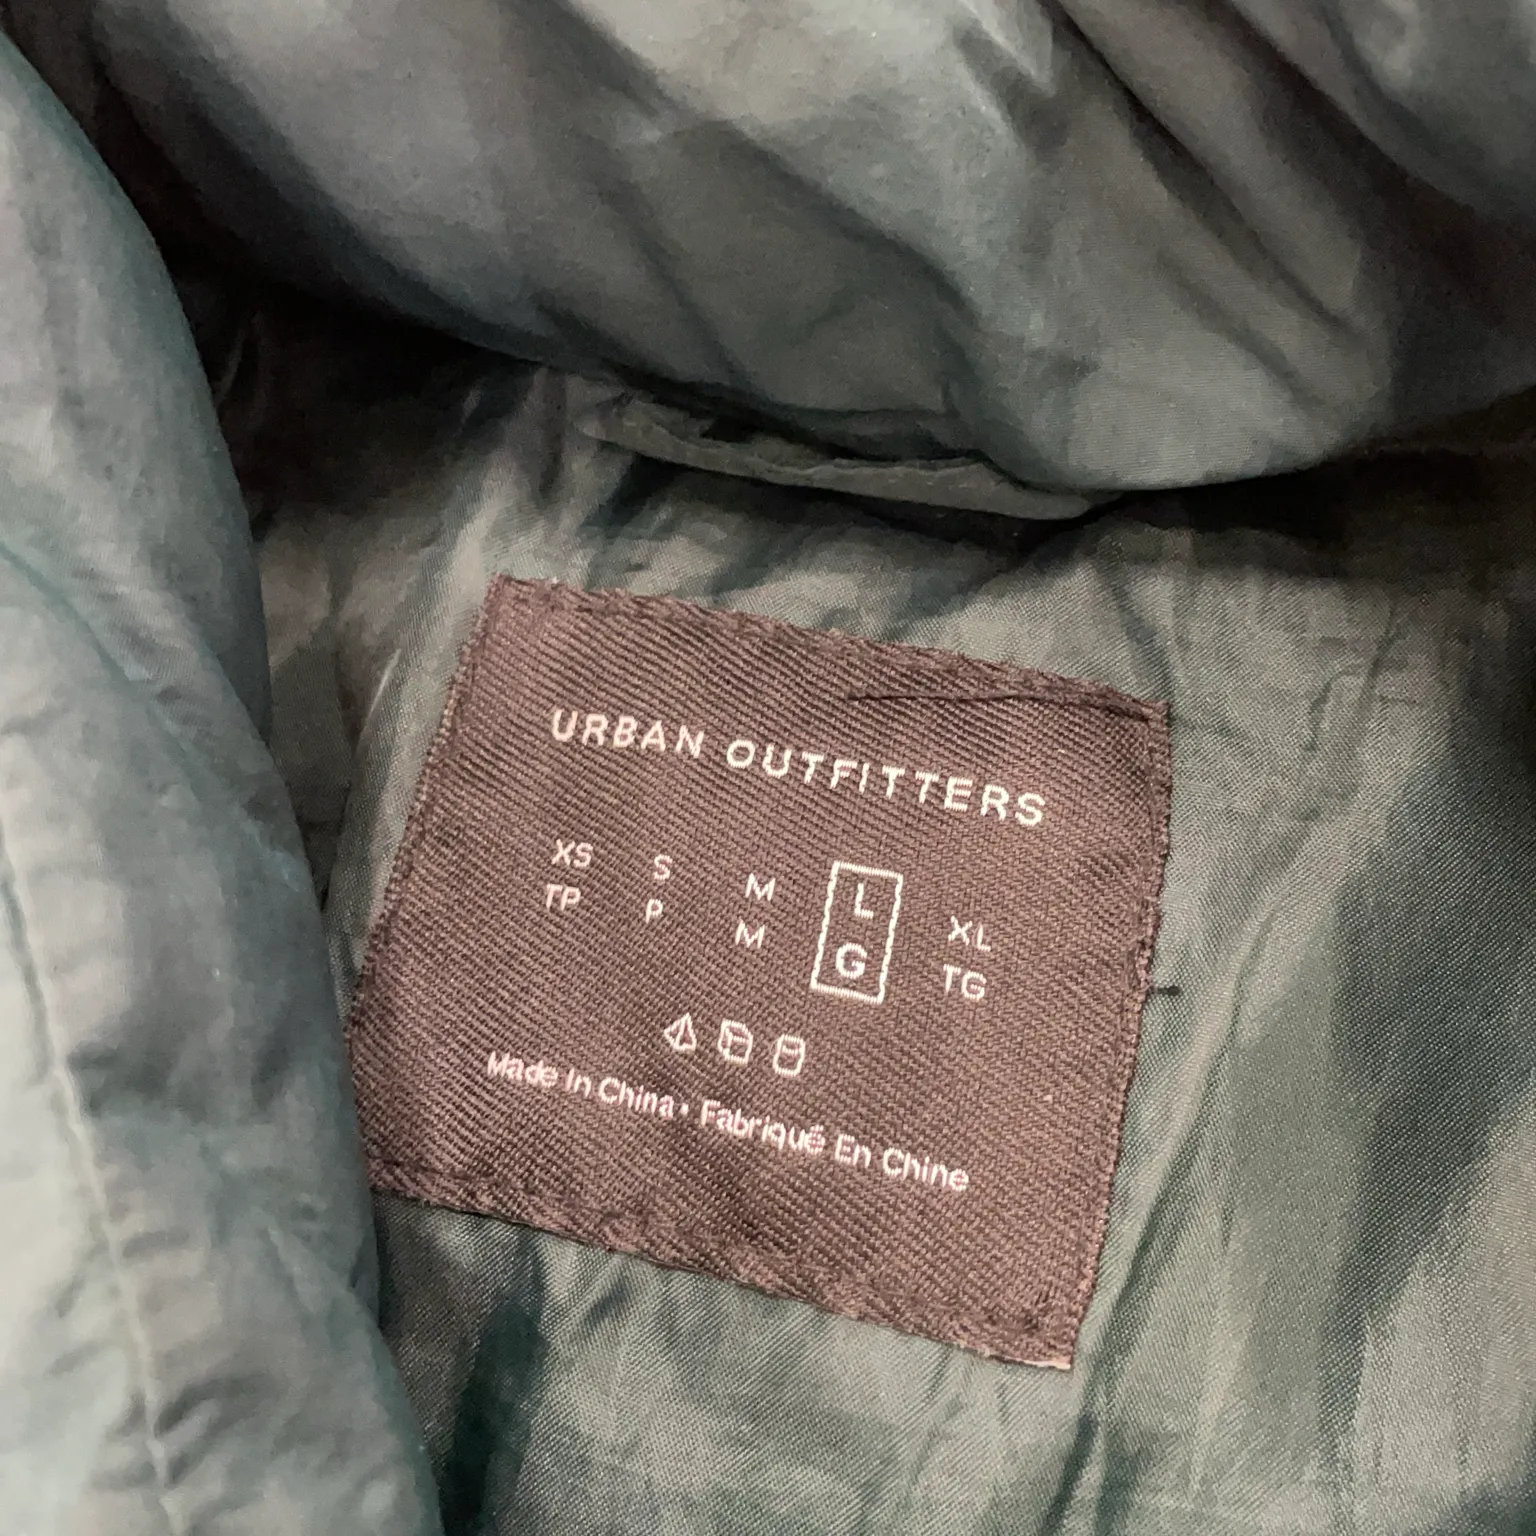 URBAN OUTFITTERS
XS S M L XL
TP P M G TG
Made In China • Fabriqué En Chine